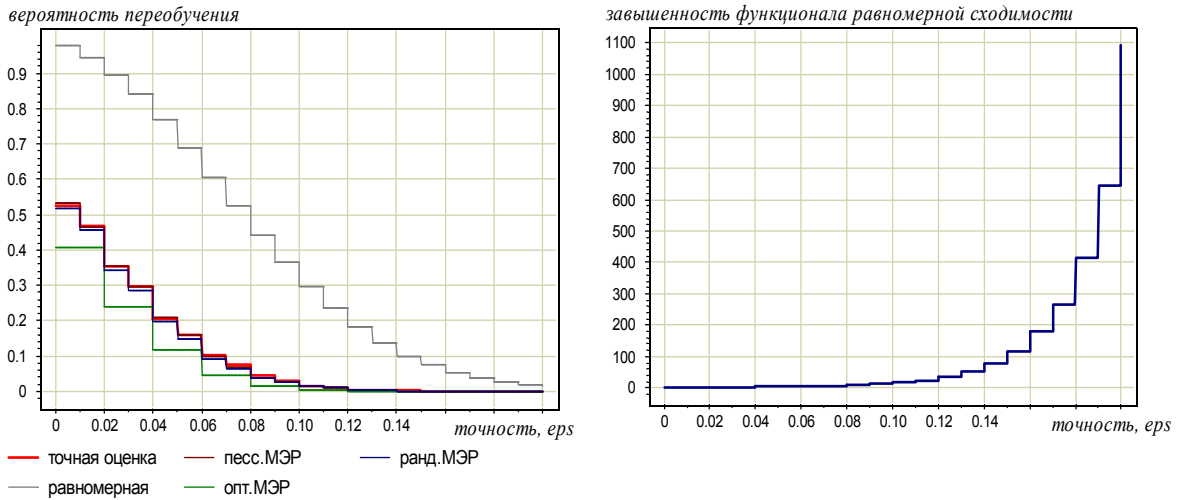 вероятность переобучения
0.9
0.8
0.7
0.6
0.5
0.4
0.3
0.2
0.1
0
0 0.02 0.04 0.06 0.08 0.10 0.12 0.14
точность, eps
точная оценка песс.МЭР ранд.МЭР
равномерная опт.МЭР
завышенность функционала равномерной сходимости
1100
1000
900
800
700
600
500
400
300
200
100
0
0 0.02 0.04 0.06 0.08 0.10 0.12 0.14
точность, eps